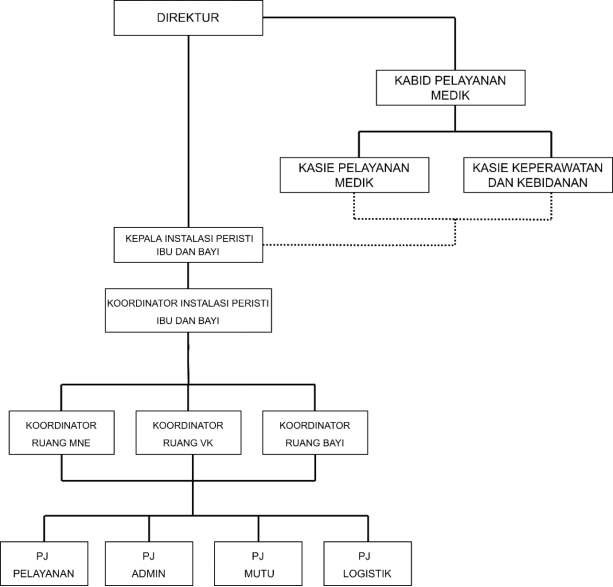 DIREKTUR
KABID PELAYANAN
MEDIK
KASIE PELAYANAN
MEDIK
KASIE KEPERAWATAN
DAN KEBIDANAN
KEPALA INSTALASI PERISTI
IBU DAN BAYI
KOORDINATOR INSTALASI PERISTI
IBU DAN BAYI
KOORDINATOR
RUANG MNE
KOORDINATOR
RUANG VK
KOORDINATOR
RUANG BAYI
PJ
PELAYANAN
PJ
ADMIN
PJ
MUTU
PJ
LOGISTIK